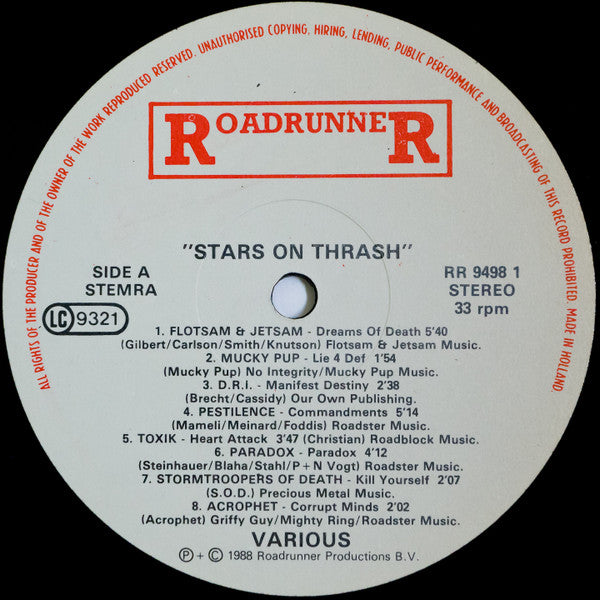 ALL RIGHTS OF THE PRODUCER AND OF THE OWNER OF THE WORK REPRODUCED RESERVED. UNAUTHORISED COPYING, HIRING, LENDING, PUBLIC PERFORMANCE AND BROADCASTING OF THIS RECORD PROHIBITED. MADE IN HOLLAND.
ROADRUNNER
"STARS ON THRASH"
SIDE A
STEMRA
LC 9321
RR 9498 1
STEREO
33 rpm
1. FLOTSAM & JETSAM - Dreams Of Death 5'40
(Gilbert/Carlson/Smith/Knutson) Flotsam & Jetsam Music.
2. MUCKY PUP - Lie 4 Def 1'54
(Mucky Pup) No Integrity/Mucky Pup Music.
3. D.R.I. - Manifest Destiny 2'38
(Brecht/Cassidy) Our Own Publishing.
4. PESTILENCE - Commandments 5'14
(Mameli/Meinard/Foddis) Roadster Music.
5. TOXIK - Heart Attack 3'47 (Christian) Roadblock Music.
6. PARADOX - Paradox 4'12
(Steinhauer/Blaha/Stahl/P+N Vogt) Roadster Music.
7. STORMTROOPERS OF DEATH - Kill Yourself 2'07
(S.O.D.) Precious Metal Music.
8. ACROPHET - Corrupt Minds 2'02
(Acrophet) Griffy Guy/Mighty Ring/Roadster Music.
VARIOUS
Ⓟ + © 1988 Roadrunner Productions B.V.